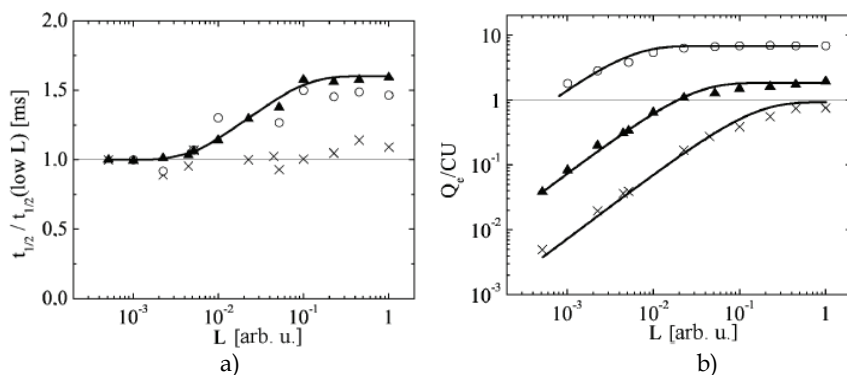 2.0
1.5
1.0
0.5
0.0
t1/2 / t1/2(low L) [ms]
10-3 10-2 10-1 1
L [arb. u.]
a)
10
1
10-1
10-2
10-3
Qe/CU
10-3 10-2 10-1 1
L [arb. u.]
b)